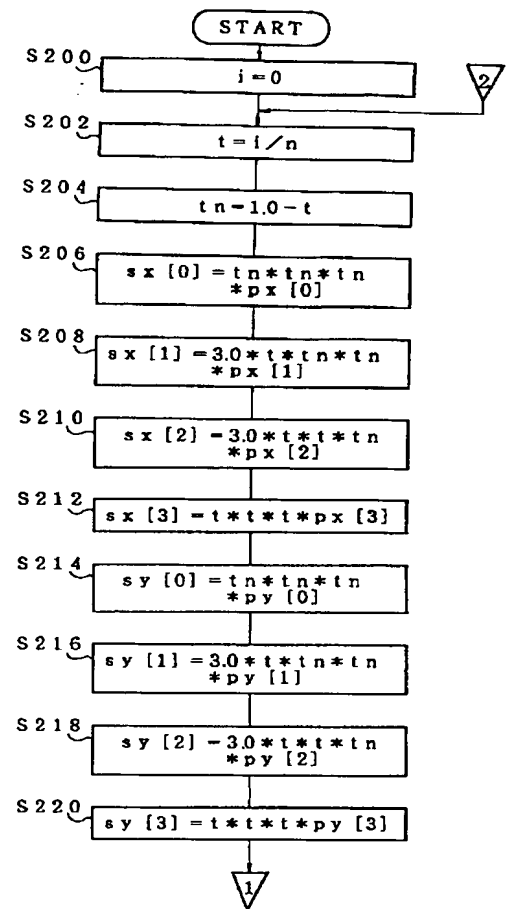 START
S200
i=0
2
S202
t=i/n
S204
tn=1.0-t
S206
sx [0] =tn*tn*tn
*px [0]
S208
sx [1] =3.0*t*tn*tn
*px [1]
S210
sx [2] =3.0*t*t*tn
*px [2]
S212
sx [3] =t*t*t*px [3]
S214
sy [0] =tn*tn*tn
*py [0]
S216
sy [1] =3.0*t*tn*tn
*py [1]
S218
sy [2] =3.0*t*t*tn
*py [2]
S220
sy [3] =t*t*t*py [3]
1